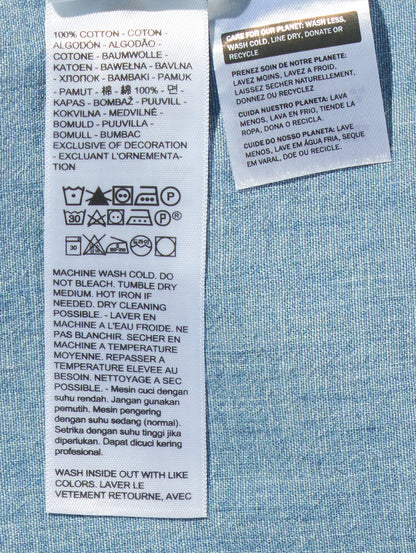 100% COTTON - COTON -
ALGODÓN - ALGODÃO -
COTONE - BAUMWOLLE -
KATOEN - BAWEŁNA - BAVLNA
- ХЛОПОК - BAMBAKI - PAMUK
- PAMUT - 棉 - 綿 100% - 면 -
KAPAS - BOMBAŽ - PUUVILL -
KOKVILNA - MEDVILNĖ -
BOMULD - PUUVILLA -
BOMULL - BUMBAC
EXCLUSIVE OF DECORATION
- EXCLUANT L'ORNEMENTA-
TION
P
30 P®
30
MACHINE WASH COLD. DO
NOT BLEACH. TUMBLE DRY
MEDIUM. HOT IRON IF
NEEDED. DRY CLEANING
POSSIBLE. - LAVER EN
MACHINE A L'EAU FROIDE. NE
PAS BLANCHIR. SECHER EN
MACHINE A TEMPERATURE
MOYENNE. REPASSER A
TEMPERATURE ELEVEE AU
BESOIN. NETTOYAGE A SEC
POSSIBLE. - Mesin cuci dengan
suhu rendah. Jangan gunakan
pemutih. Mesin pengering
dengan suhu sedang (normal).
Setrika dengan suhu tinggi jika
diperlukan. Dapat dicuci kering
profesional.
WASH INSIDE OUT WITH LIKE
COLORS. LAVER LE
VETEMENT RETOURNE, AVEC
CARE FOR OUR PLANET: WASH LESS,
WASH COLD, LINE DRY, DONATE OR
RECYCLE
PRENEZ SOIN DE NOTRE PLANETE:
LAVEZ MOINS, LAVEZ A FROID,
LAISSEZ SECHER NATURELLEMENT,
DONNEZ OU RECYCLEZ
CUIDA NUESTRO PLANETA: LAVA
MENOS, LAVA EN FRIO, TIENDE LA
ROPA, DONA O RECICLA.
CUIDE DO NOSSO PLANETA: LAVE
MENOS, LAVE EM ÁGUA FRIA, SEQUE
EM VARAL, DOE OU RECICLE.